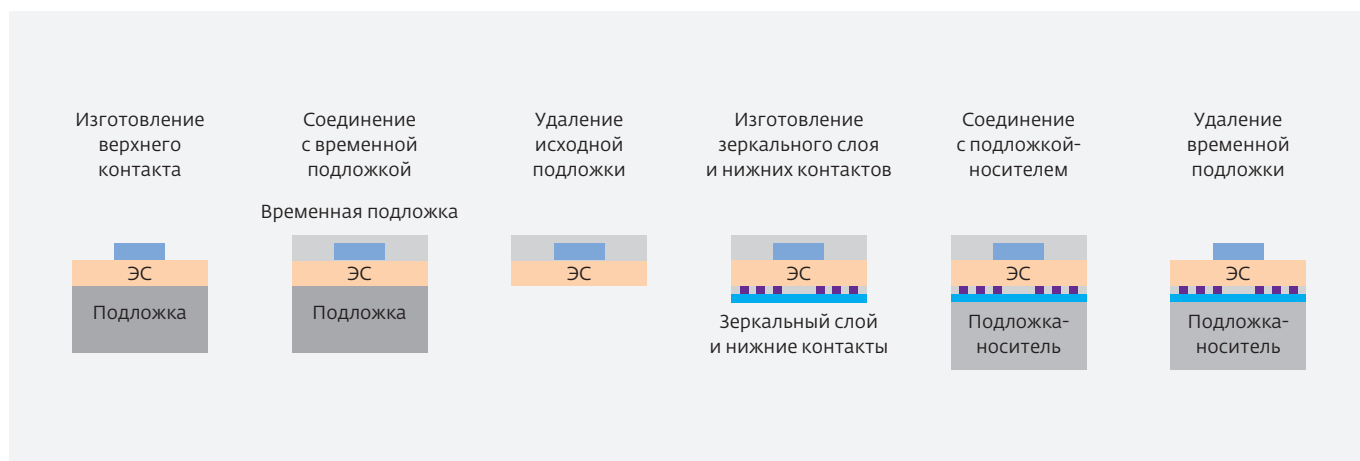 Изготовление
верхнего
контакта
Соединение
с временной
подложкой
Удаление
исходной
подложки
Изготовление
зеркального слоя
и нижних контактов
Соединение
с подложкой-
носителем
Удаление
временной
подложки
Временная подложка
ЭС
Подложка
ЭС
Подложка
ЭС
ЭС
Зеркальный слой
и нижние контакты
ЭС
Подложка-
носитель
ЭС
Подложка-
носитель